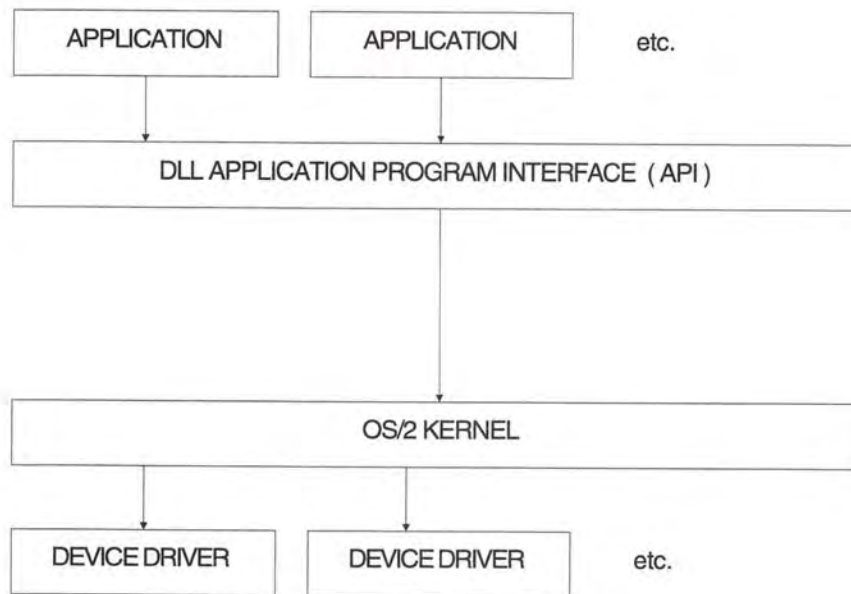 APPLICATION
APPLICATION
etc.
DLL APPLICATION PROGRAM INTERFACE ( API )
OS/2 KERNEL
DEVICE DRIVER
DEVICE DRIVER
etc.